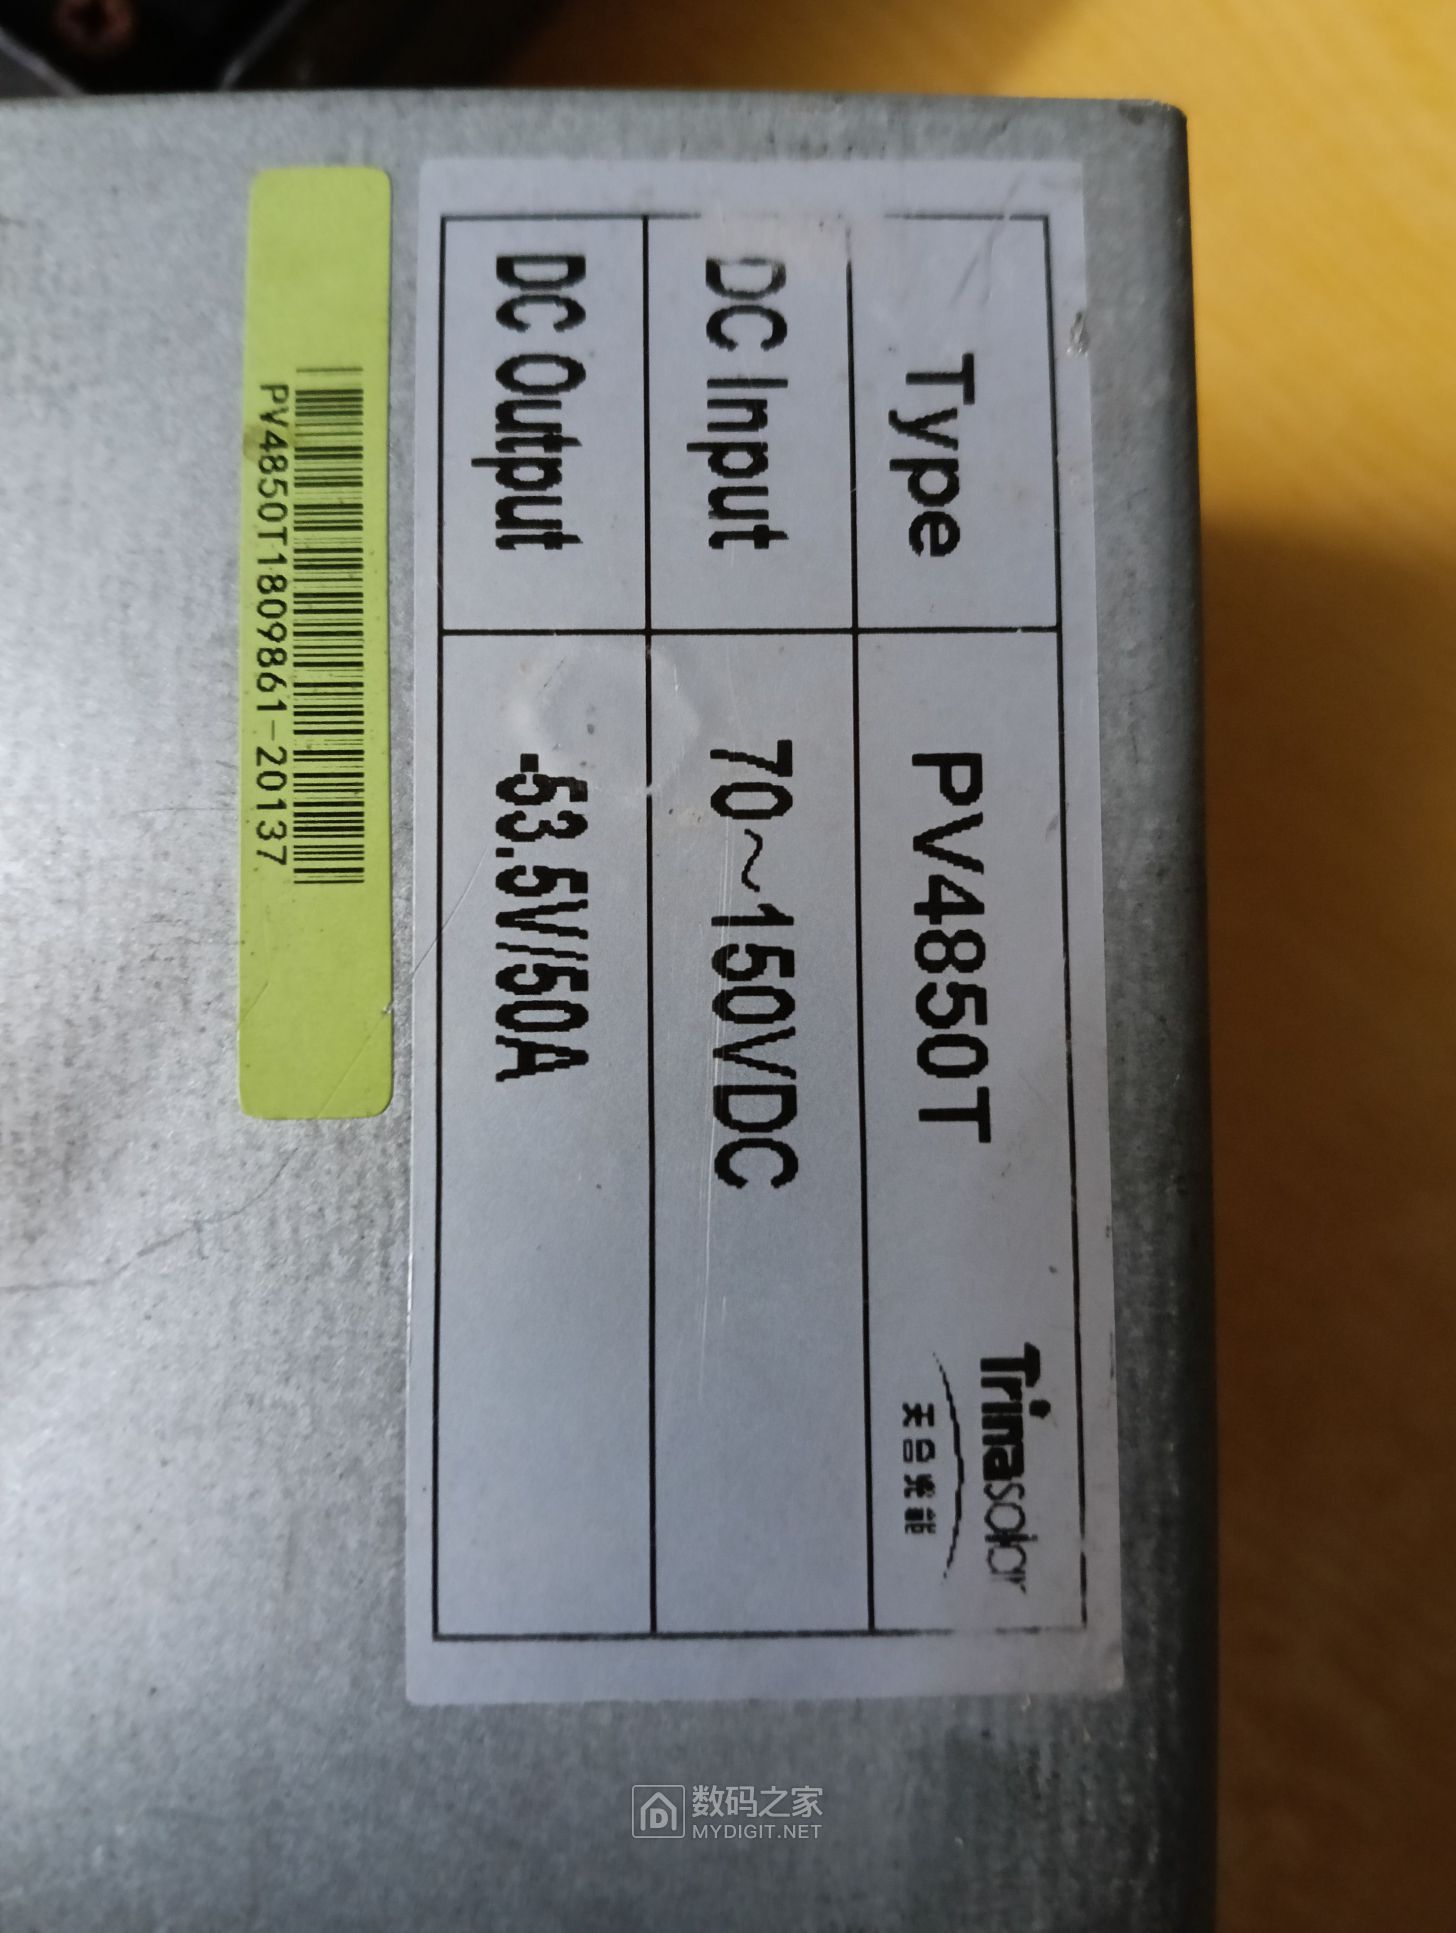 Type PV4850T
Trinasolar
天合光能
DC Input 70~150VDC
DC Output -53.5V/50A
PV4850T1809861-20137
数码之家
MYDIGIT.NET